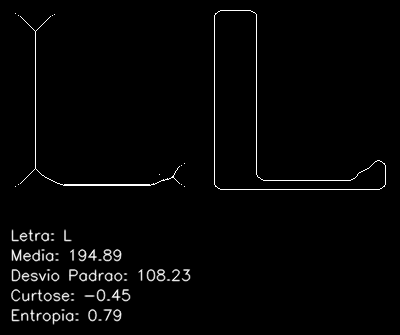 Letra: L
Media: 194.89
Desvio Padrao: 108.23
Curtose: -0.45
Entropia: 0.79